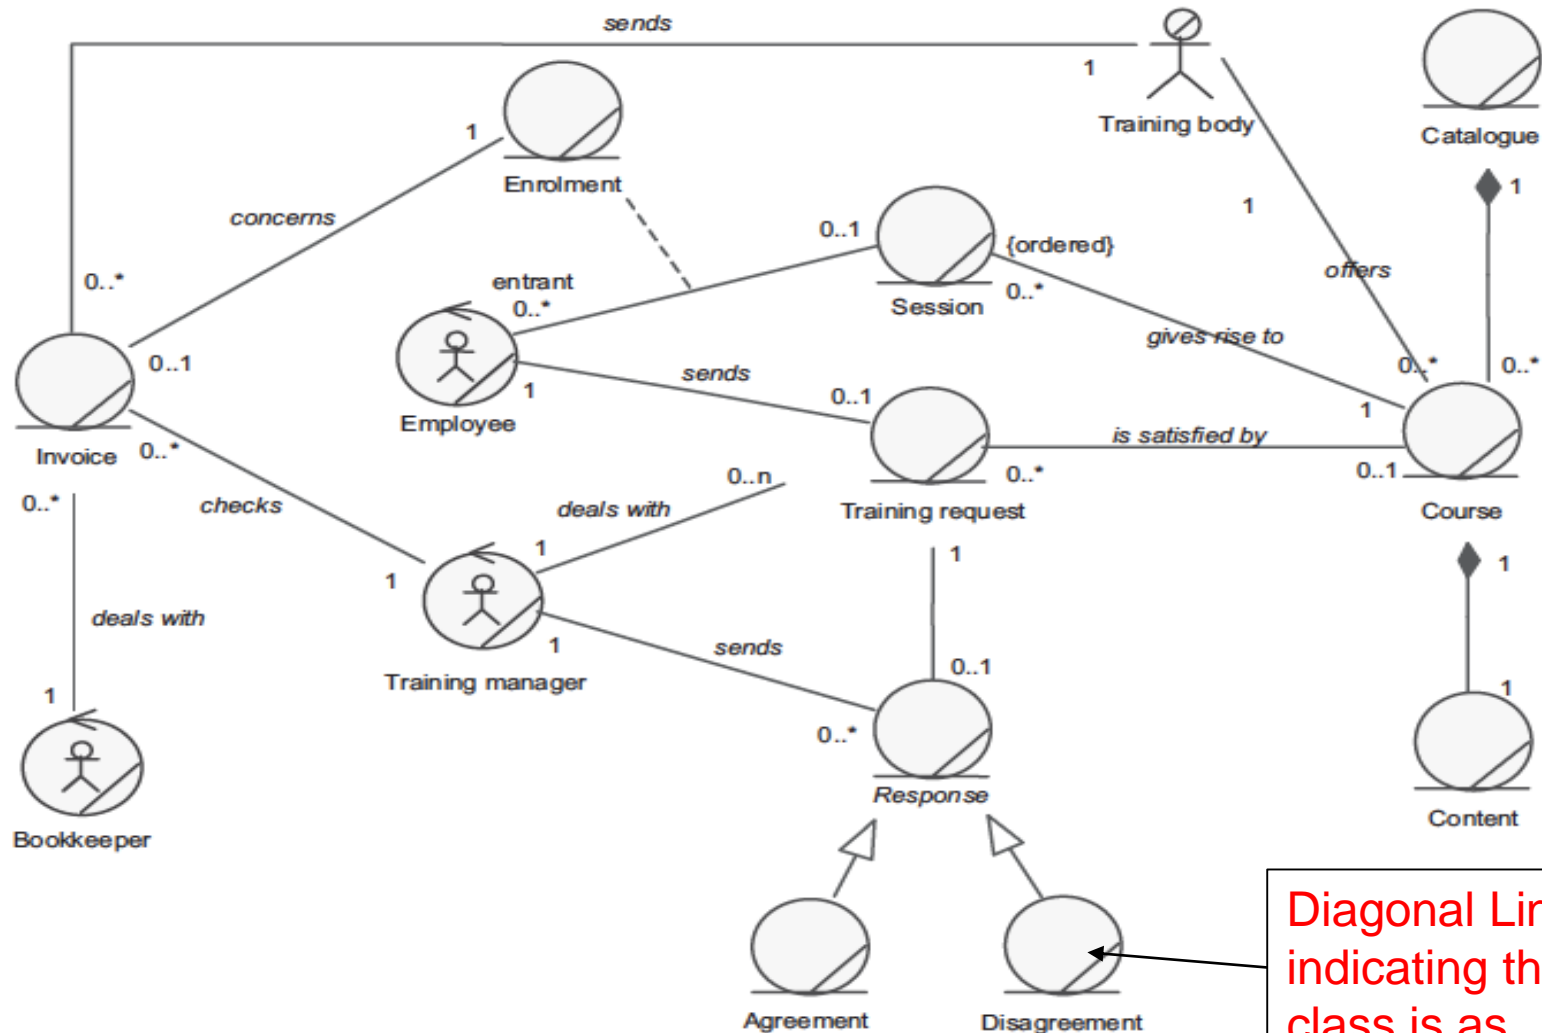 sends
1
Training body
Catalogue
1
Enrolment
concerns
0..1
{ordered}
1
1
0..*
entrant
0..*
Session
0..*
offers
0..1
gives rise to
0..*
0..*
sends
1
0..1
1
Employee
is satisfied by
Invoice
0..*
0..n
0..*
0..1
0..*
checks
deals with
Training request
Course
1
1
1
1
deals with
1
sends
0..1
Training manager
1
1
0..*
Response
Bookkeeper
Content
Diagonal
indicating
class is as
Agreement
Disagreement